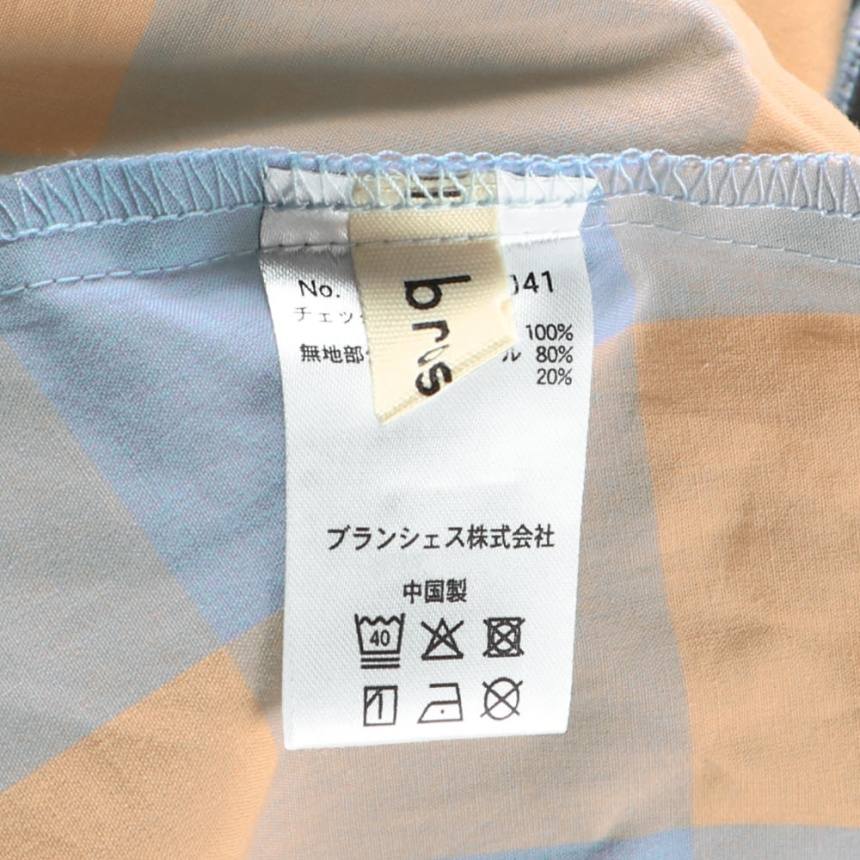 No. 041
チェッ 100%
無地部 ル 80%
20%
br s
ブランシェス株式会社
中国製
40